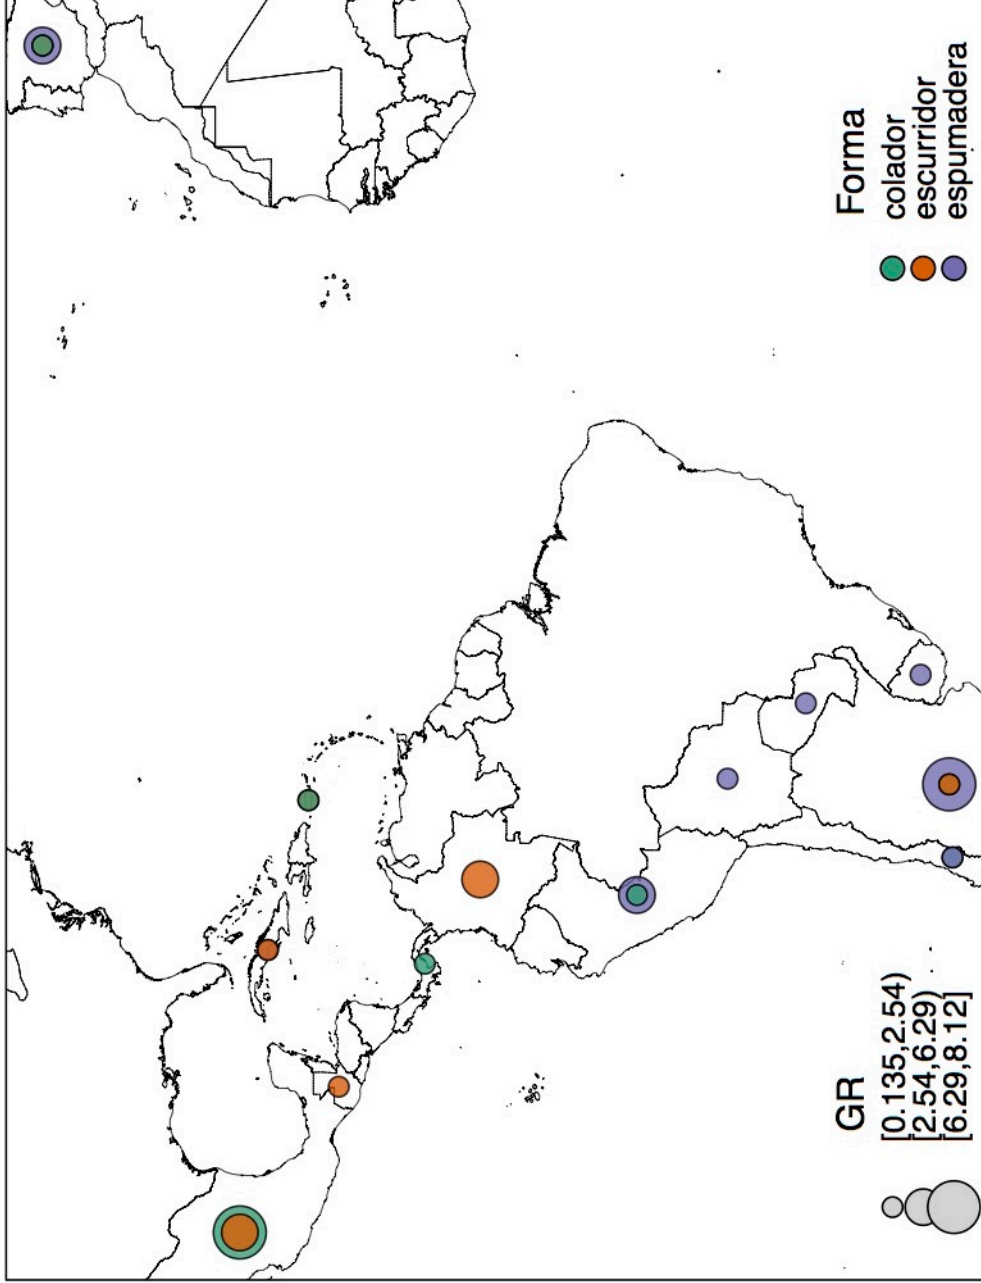 GR
[0.135,2.54)
[2.54,6.29)
[6.29,8.12]
Forma
colador
escurridor
espumadera